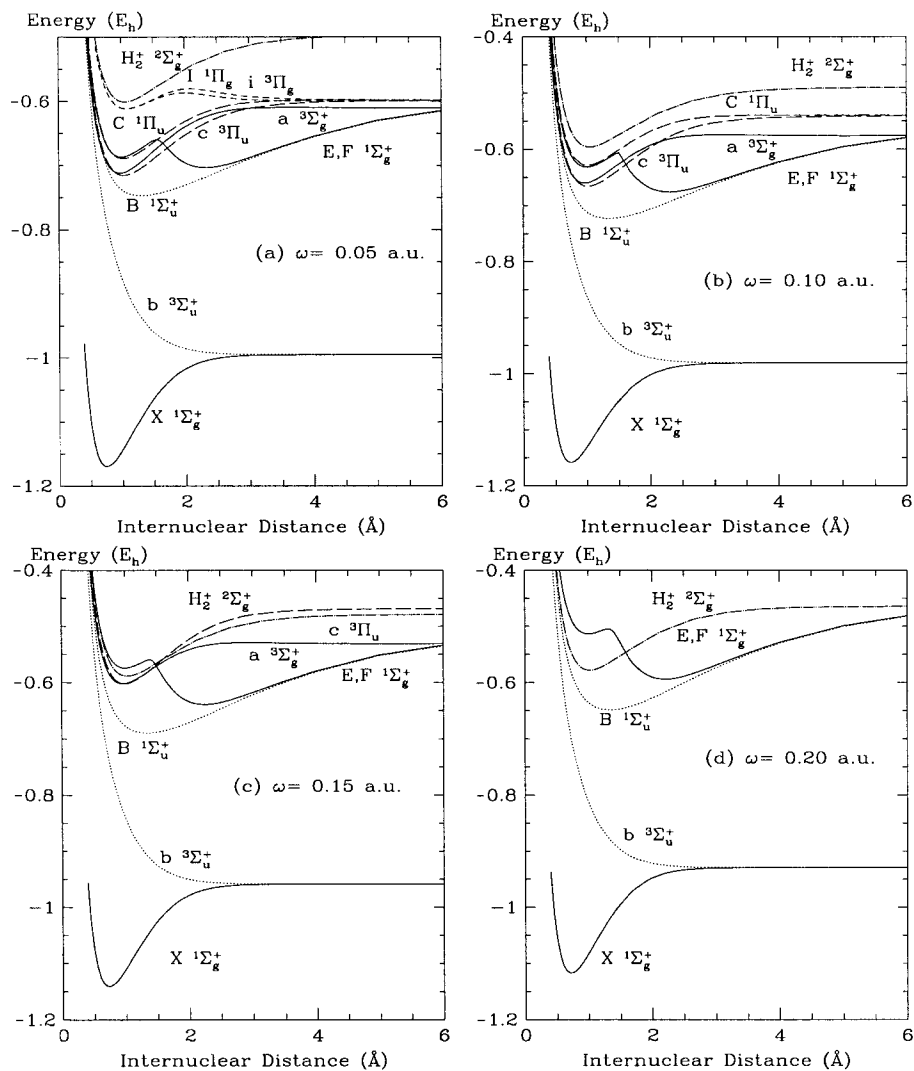 Energy (E_h)
H₂⁺ ²Σg⁺
I ¹Πg
i ³Πg
C ¹Πu
c ³Πu
a ³Σg⁺
E,F ¹Σg⁺
B ¹Σu⁺
(a) ω= 0.05 a.u.
b ³Σu⁺
X ¹Σg⁺
-0.6
-0.8
-1
-1.2
0 2 4 6
Internuclear Distance (Å)
Energy (E_h)
-0.4
H₂⁺ ²Σg⁺
C ¹Πu
a ³Σg⁺
c ³Πu
E,F ¹Σg⁺
B ¹Σu⁺
(b) ω= 0.10 a.u.
b ³Σu⁺
X ¹Σg⁺
-0.6
-0.8
-1
-1.2
0 2 4 6
Internuclear Distance (Å)
Energy (E_h)
-0.4
H₂⁺ ²Σg⁺
c ³Πu
a ³Σg⁺
E,F ¹Σg⁺
B ¹Σu⁺
(c) ω= 0.15 a.u.
b ³Σu⁺
X ¹Σg⁺
-0.6
-0.8
-1
-1.2
0 2 4 6
Internuclear Distance (Å)
Energy (E_h)
-0.4
H₂⁺ ²Σg⁺
E,F ¹Σg⁺
B ¹Σu⁺
(d) ω= 0.20 a.u.
b ³Σu⁺
X ¹Σg⁺
-0.6
-0.8
-1
-1.2
0 2 4 6
Internuclear Distance (Å)